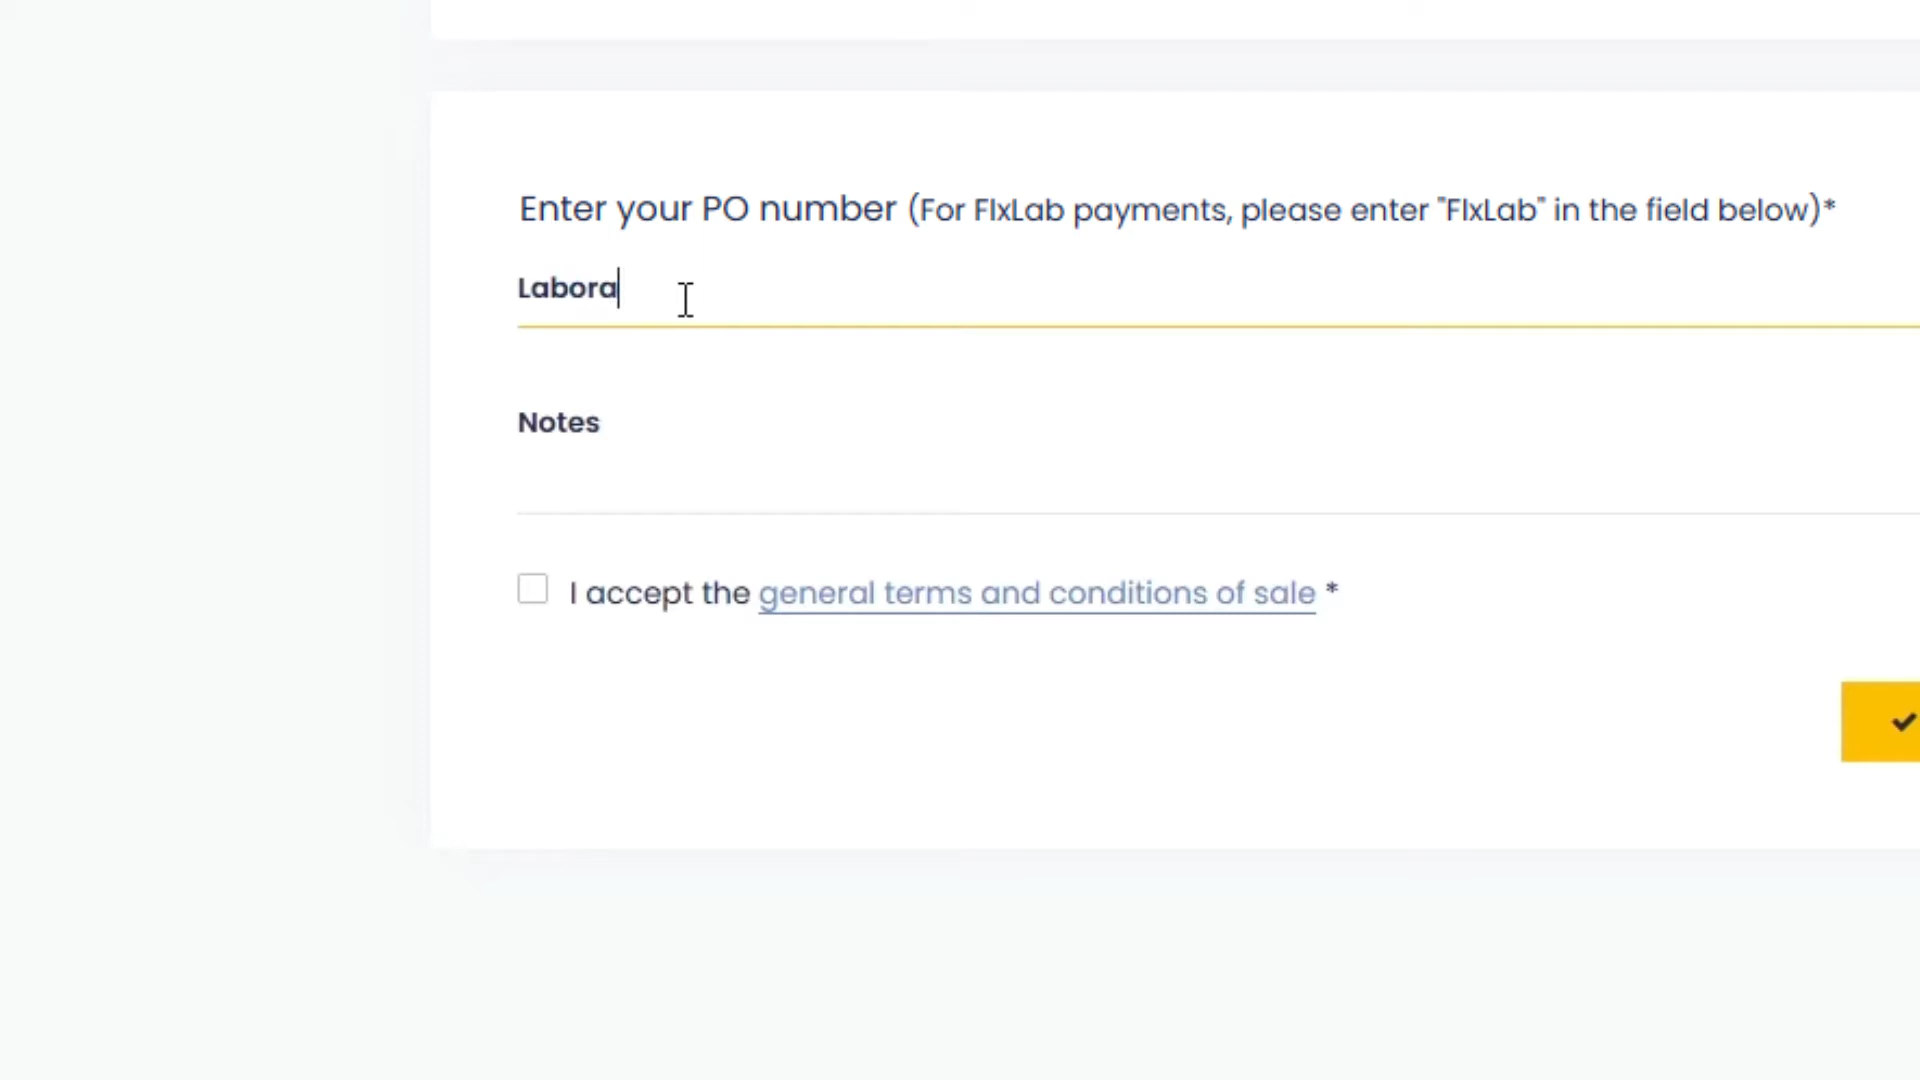 Enter your PO number (For FlxLab payments, please enter "FlxLab" in the field below)*
Labora
Notes
I accept the general terms and conditions of sale *